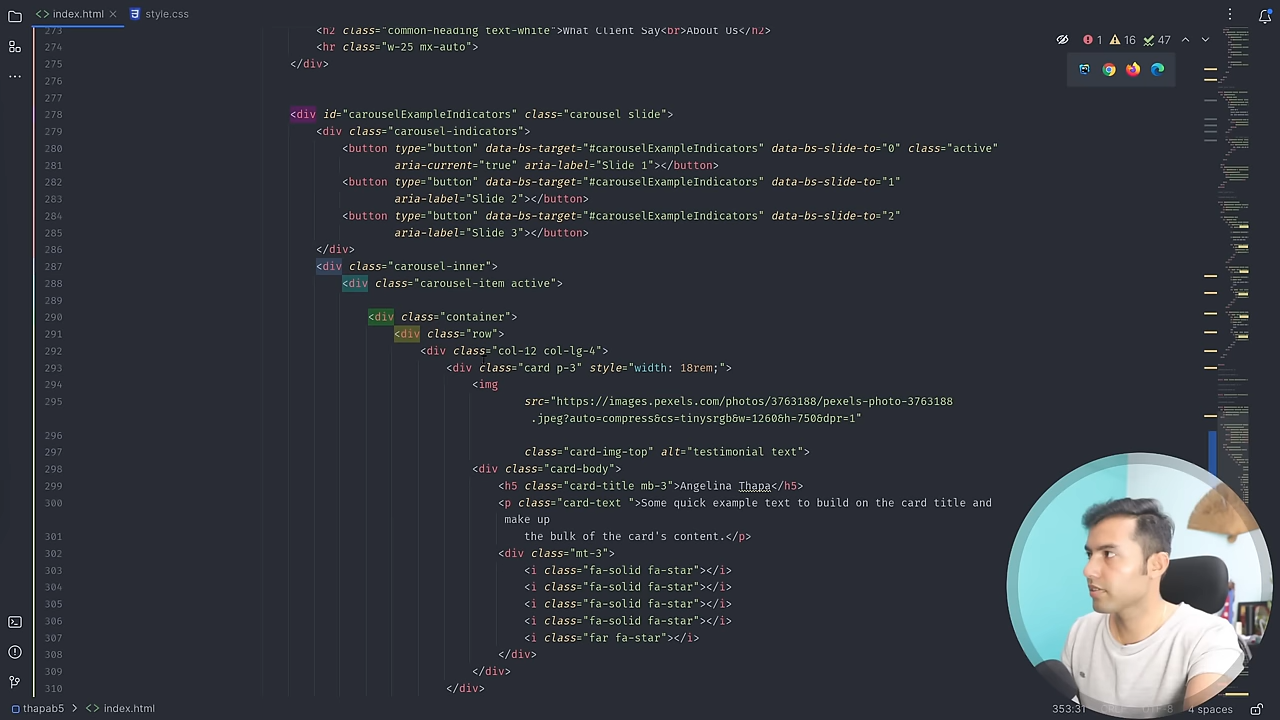 index.html
style.css
273 <h2 class="common-heading text-white">What Client Say<br>About Us</h2>
1 16 47
274 <hr class="w-25 mx-auto">
275 </div>
276
277
278 <div id="carouselExampleIndicators" class="carousel slide">
279 <div class="carousel-indicators">
280 <button type="button" data-bs-target="#carouselExampleIndicators" data-bs-slide-to="0" class="active"
281 aria-current="true" aria-label="Slide 1"></button>
282 <button type="button" data-bs-target="#carouselExampleIndicators" data-bs-slide-to="1"
283 aria-label="Slide 2"></button>
284 <button type="button" data-bs-target="#carouselExampleIndicators" data-bs-slide-to="2"
285 aria-label="Slide 3"></button>
286 </div>
287 <div class="carousel-inner">
288 <div class="carousel-item active">
289
290 <div class="container">
291 <div class="row">
292 <div class="col-4 col-lg-4">
293 <div class="card p-3" style="width: 18rem;">
294 <img
295 src="https://images.pexels.com/photos/3763188/pexels-photo-3763188
.jpeg?auto=compress&cs=tinysrgb&w=1260&h=750&dpr=1"
296
297 class="card-img-top" alt="testimonial text">
298 <div class="card-body">
299 <h5 class="card-title mb-3">Angelina Thapa</h5>
300 <p class="card-text ">Some quick example text to build on the card title and
make up
301 the bulk of the card's content.</p>
302 <div class="mt-3">
303 <i class="fa-solid fa-star"></i>
304 <i class="fa-solid fa-star"></i>
305 <i class="fa-solid fa-star"></i>
306 <i class="fa-solid fa-star"></i>
307 <i class="far fa-star"></i>
308 </div>
309 </div>
310 </div>
thapab5 > index.html
353:31 CRLF UTF-8 4 spaces